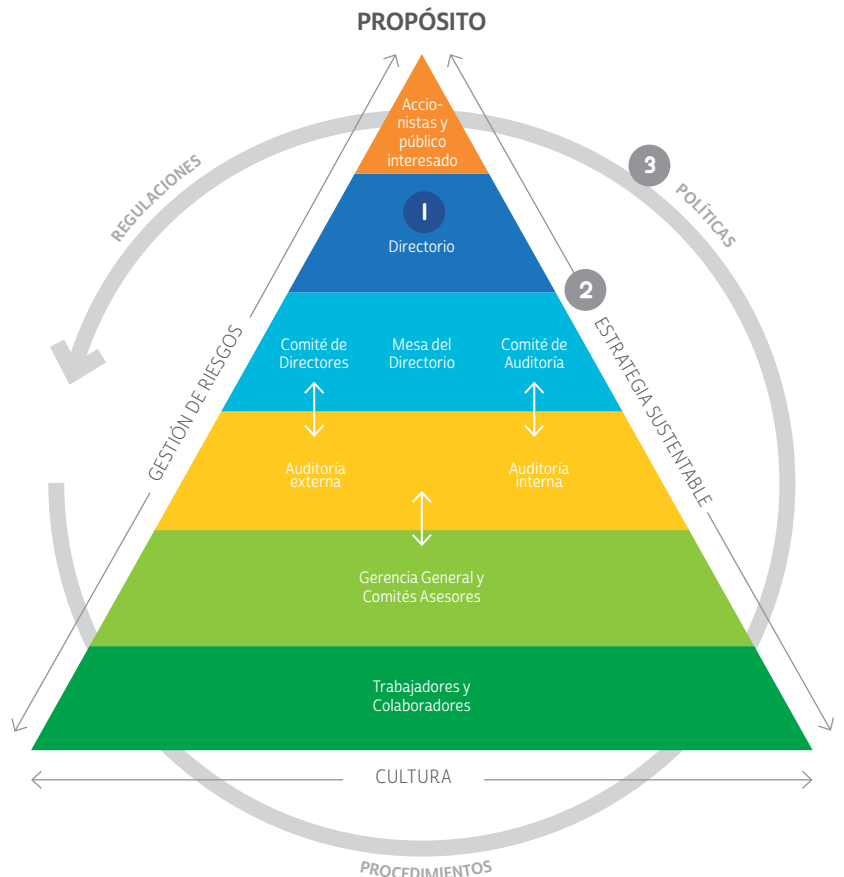 PROPÓSITO
Accio-
nistas y
público
interesado
REGULACIONES
3
POLÍTICAS
1
Directorio
2
Comité de
Directores
Mesa del
Directorio
Comité de
Auditoría
GESTIÓN DE RIESGOS
ESTRATEGIA SUSTENTABLE
Auditoría
externa
Auditoría
interna
Gerencia General y
Comités Asesores
Trabajadores y
Colaboradores
CULTURA
PROCEDIMIENTOS